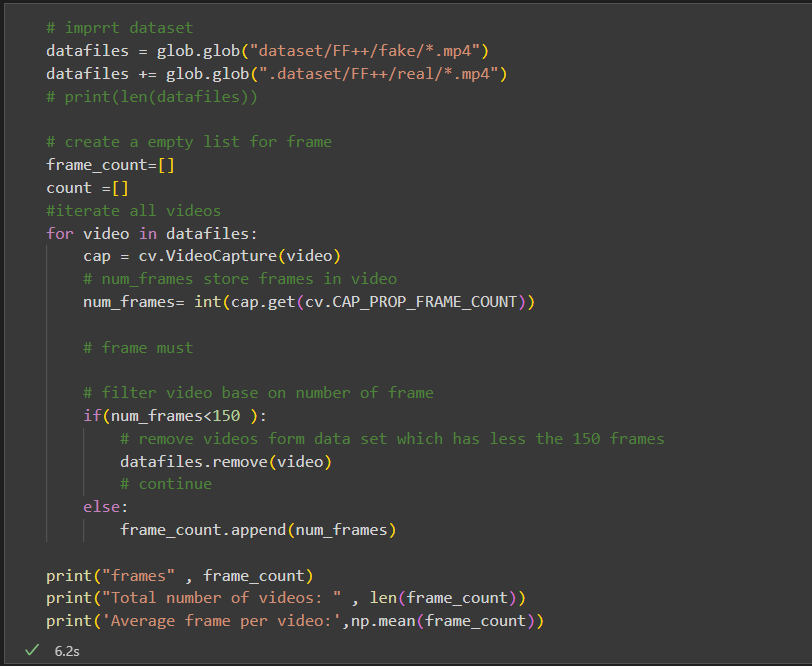 # imprrt dataset
datafiles = glob.glob("dataset/FF++/fake/*.mp4")
datafiles += glob.glob(".dataset/FF++/real/*.mp4")
# print(len(datafiles))
# create a empty list for frame
frame_count=[]
count =[]
#iterate all videos
for video in datafiles:
    cap = cv.VideoCapture(video)
    # num_frames store frames in video
    num_frames= int(cap.get(cv.CAP_PROP_FRAME_COUNT))
    # frame must
    # filter video base on number of frame
    if(num_frames<150 ):
        # remove videos form data set which has less the 150 frames
        datafiles.remove(video)
        # continue
    else:
        frame_count.append(num_frames)
print("frames" , frame_count)
print("Total number of videos: " , len(frame_count))
print('Average frame per video:',np.mean(frame_count))
6.2s